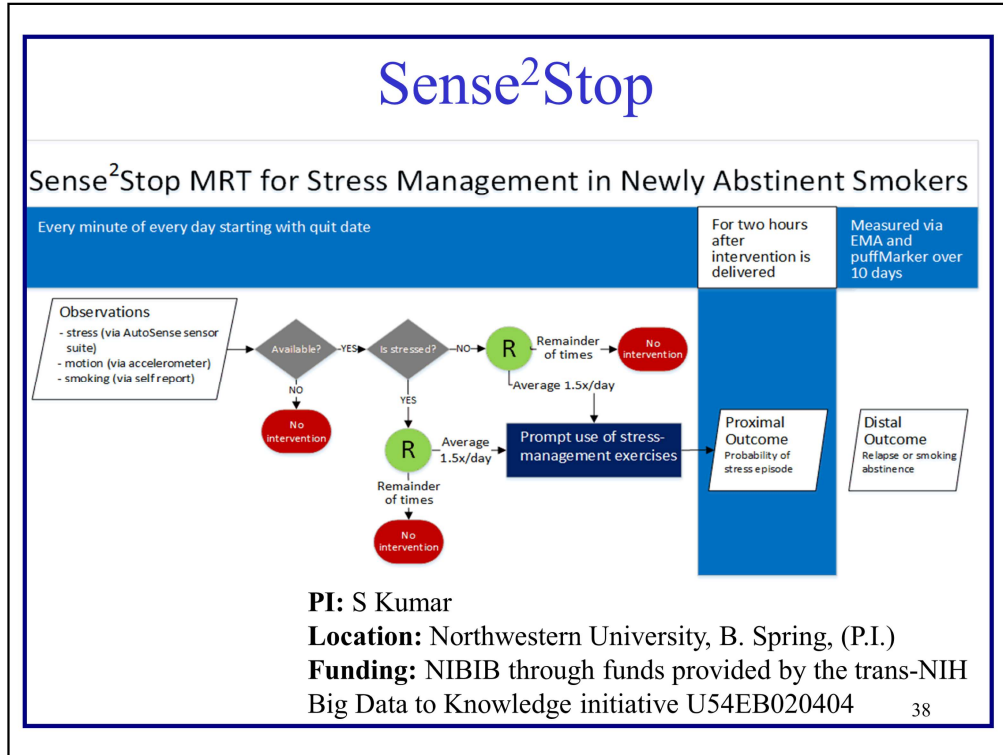 Sense²Stop
Sense²Stop MRT for Stress Management in Newly Abstinent Smokers
Every minute of every day starting with quit date
For two hours
after
intervention is
delivered
Measured via
EMA and
puffMarker over
10 days
Observations
- stress (via AutoSense sensor
suite)
- motion (via accelerometer)
- smoking (via self report)
Available?
YES
Is stressed?
NO
R
Remainder
of times
No
intervention
NO
No
intervention
YES
Average 1.5x/day
R
Average
1.5x/day
Prompt use of stress-
management exercises
Remainder
of times
No
intervention
Proximal
Outcome
Probability of
stress episode
Distal
Outcome
Relapse or smoking
abstinence
PI: S Kumar
Location: Northwestern University, B. Spring, (P.I.)
Funding: NIBIB through funds provided by the trans-NIH
Big Data to Knowledge initiative U54EB020404
38